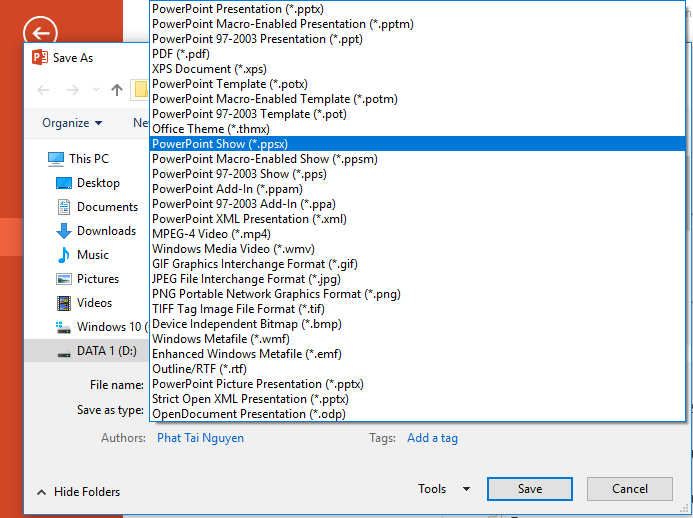 PowerPoint Presentation (*.pptx)
PowerPoint Macro-Enabled Presentation (*.pptm)
PowerPoint 97-2003 Presentation (*.ppt)
Save As
PDF (*.pdf)
XPS Document (*.xps)
PowerPoint Template (*.potx)
PowerPoint Macro-Enabled Template (*.potm)
PowerPoint 97-2003 Template (*.pot)
Organize
Office Theme (*.thmx)
PowerPoint Show (*.ppsx)
This PC
PowerPoint Macro-Enabled Show (*.ppsm)
PowerPoint 97-2003 Show (*.pps)
Desktop
PowerPoint Add-In (*.ppam)
Documents
PowerPoint 97-2003 Add-In (*.ppa)
PowerPoint XML Presentation (*.xml)
Downloads
MPEG-4 Video (*.mp4)
Windows Media Video (*.wmv)
Music
GIF Graphics Interchange Format (*.gif)
Pictures
JPEG File Interchange Format (*.jpg)
PNG Portable Network Graphics Format (*.png)
Videos
TIFF Tag Image File Format (*.tif)
Windows 10 (
Device Independent Bitmap (*.bmp)
Windows Metafile (*.wmf)
DATA 1 (D:)
Enhanced Windows Metafile (*.emf)
Outline/RTF (*.rtf)
File name:
PowerPoint Picture Presentation (*.pptx)
Strict Open XML Presentation (*.pptx)
Save as type:
OpenDocument Presentation (*.odp)
Authors: Phat Tai Nguyen Tags: Add a tag
Hide Folders Tools Save Cancel